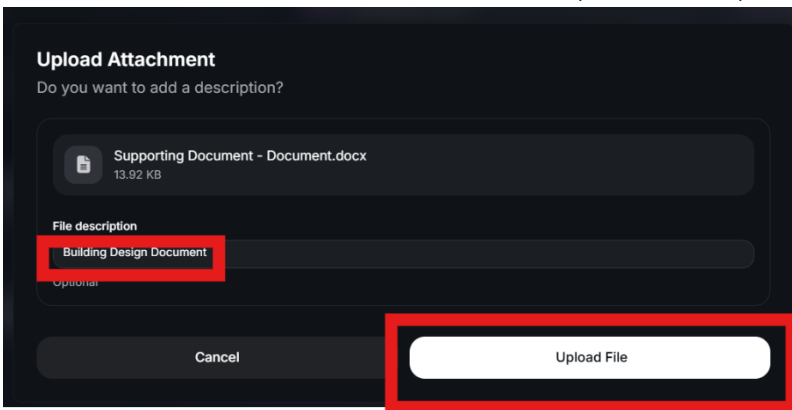 Upload Attachment
Do you want to add a description?
Supporting Document - Document.docx
13.92 KB
File description
Building Design Document
Optional
Cancel
Upload File